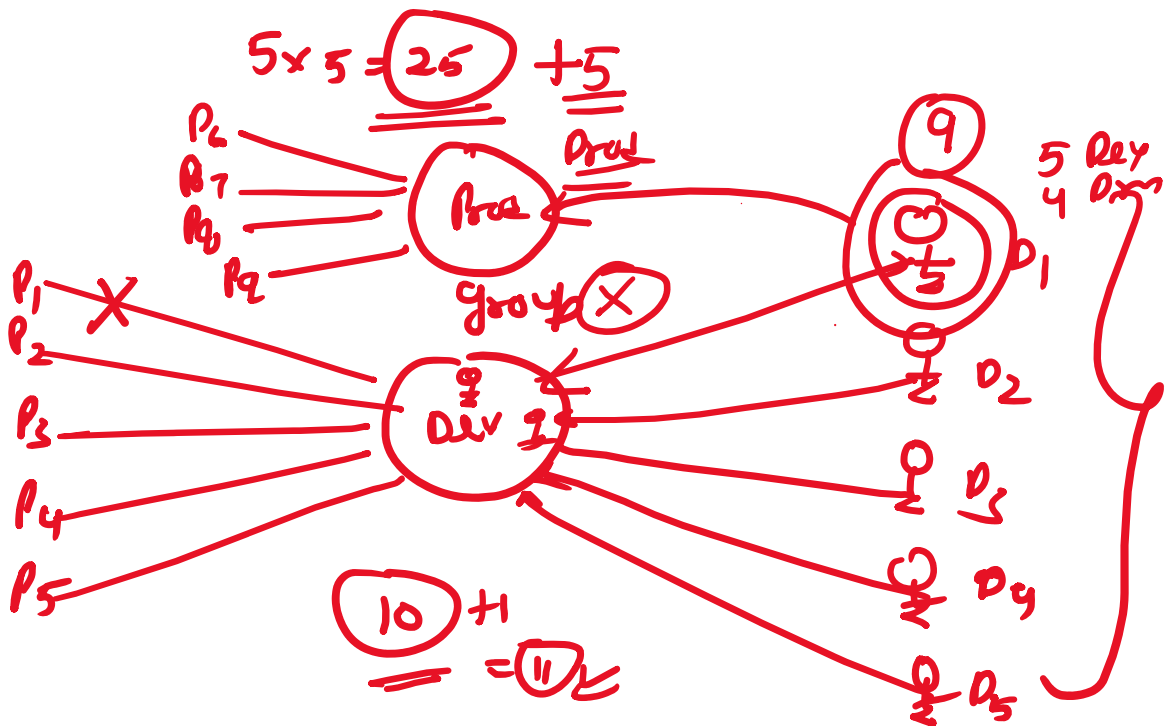 5 x 5 = 25 + 5
P6
P7
P8
P9
Prod
Prod
9
5 Dev
4 Prod
group X
D1
P1
X
P2
P3
P4
P5
Dev
D2
D3
D4
D5
10 + 1
= 11